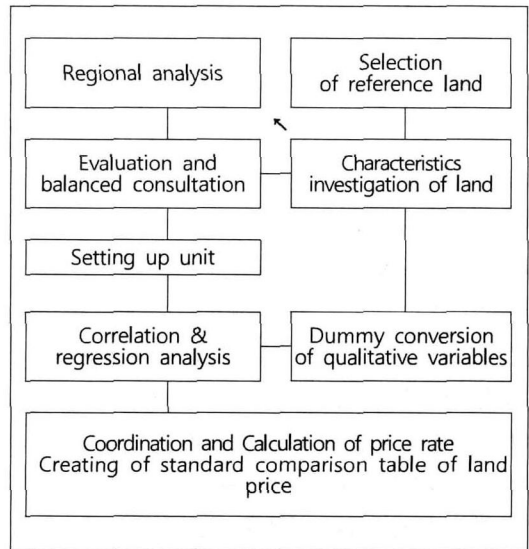 Regional analysis
Selection
of reference land
Evaluation and
balanced consultation
Characteristics
investigation of land
Setting up unit
Correlation &
regression analysis
Dummy conversion
of qualitative variables
Coordination and Calculation of price rate
Creating of standard comparison table of land
price